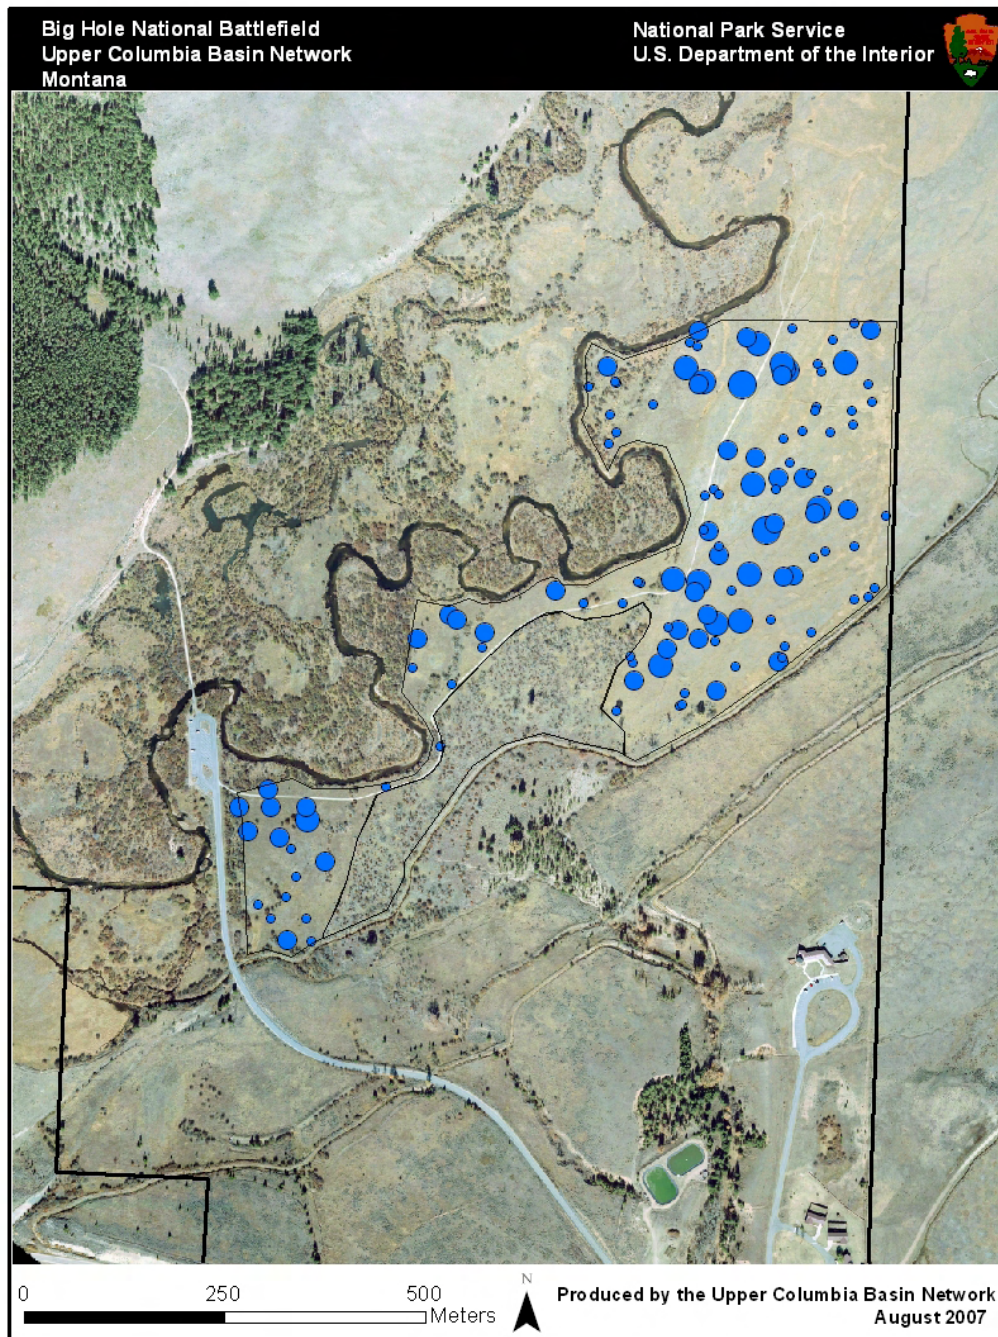 Big Hole National Battlefield
Upper Columbia Basin Network
Montana
National Park Service
U.S. Department of the Interior
0 250 500
Meters
N
Produced by the Upper Columbia Basin Network
August 2007